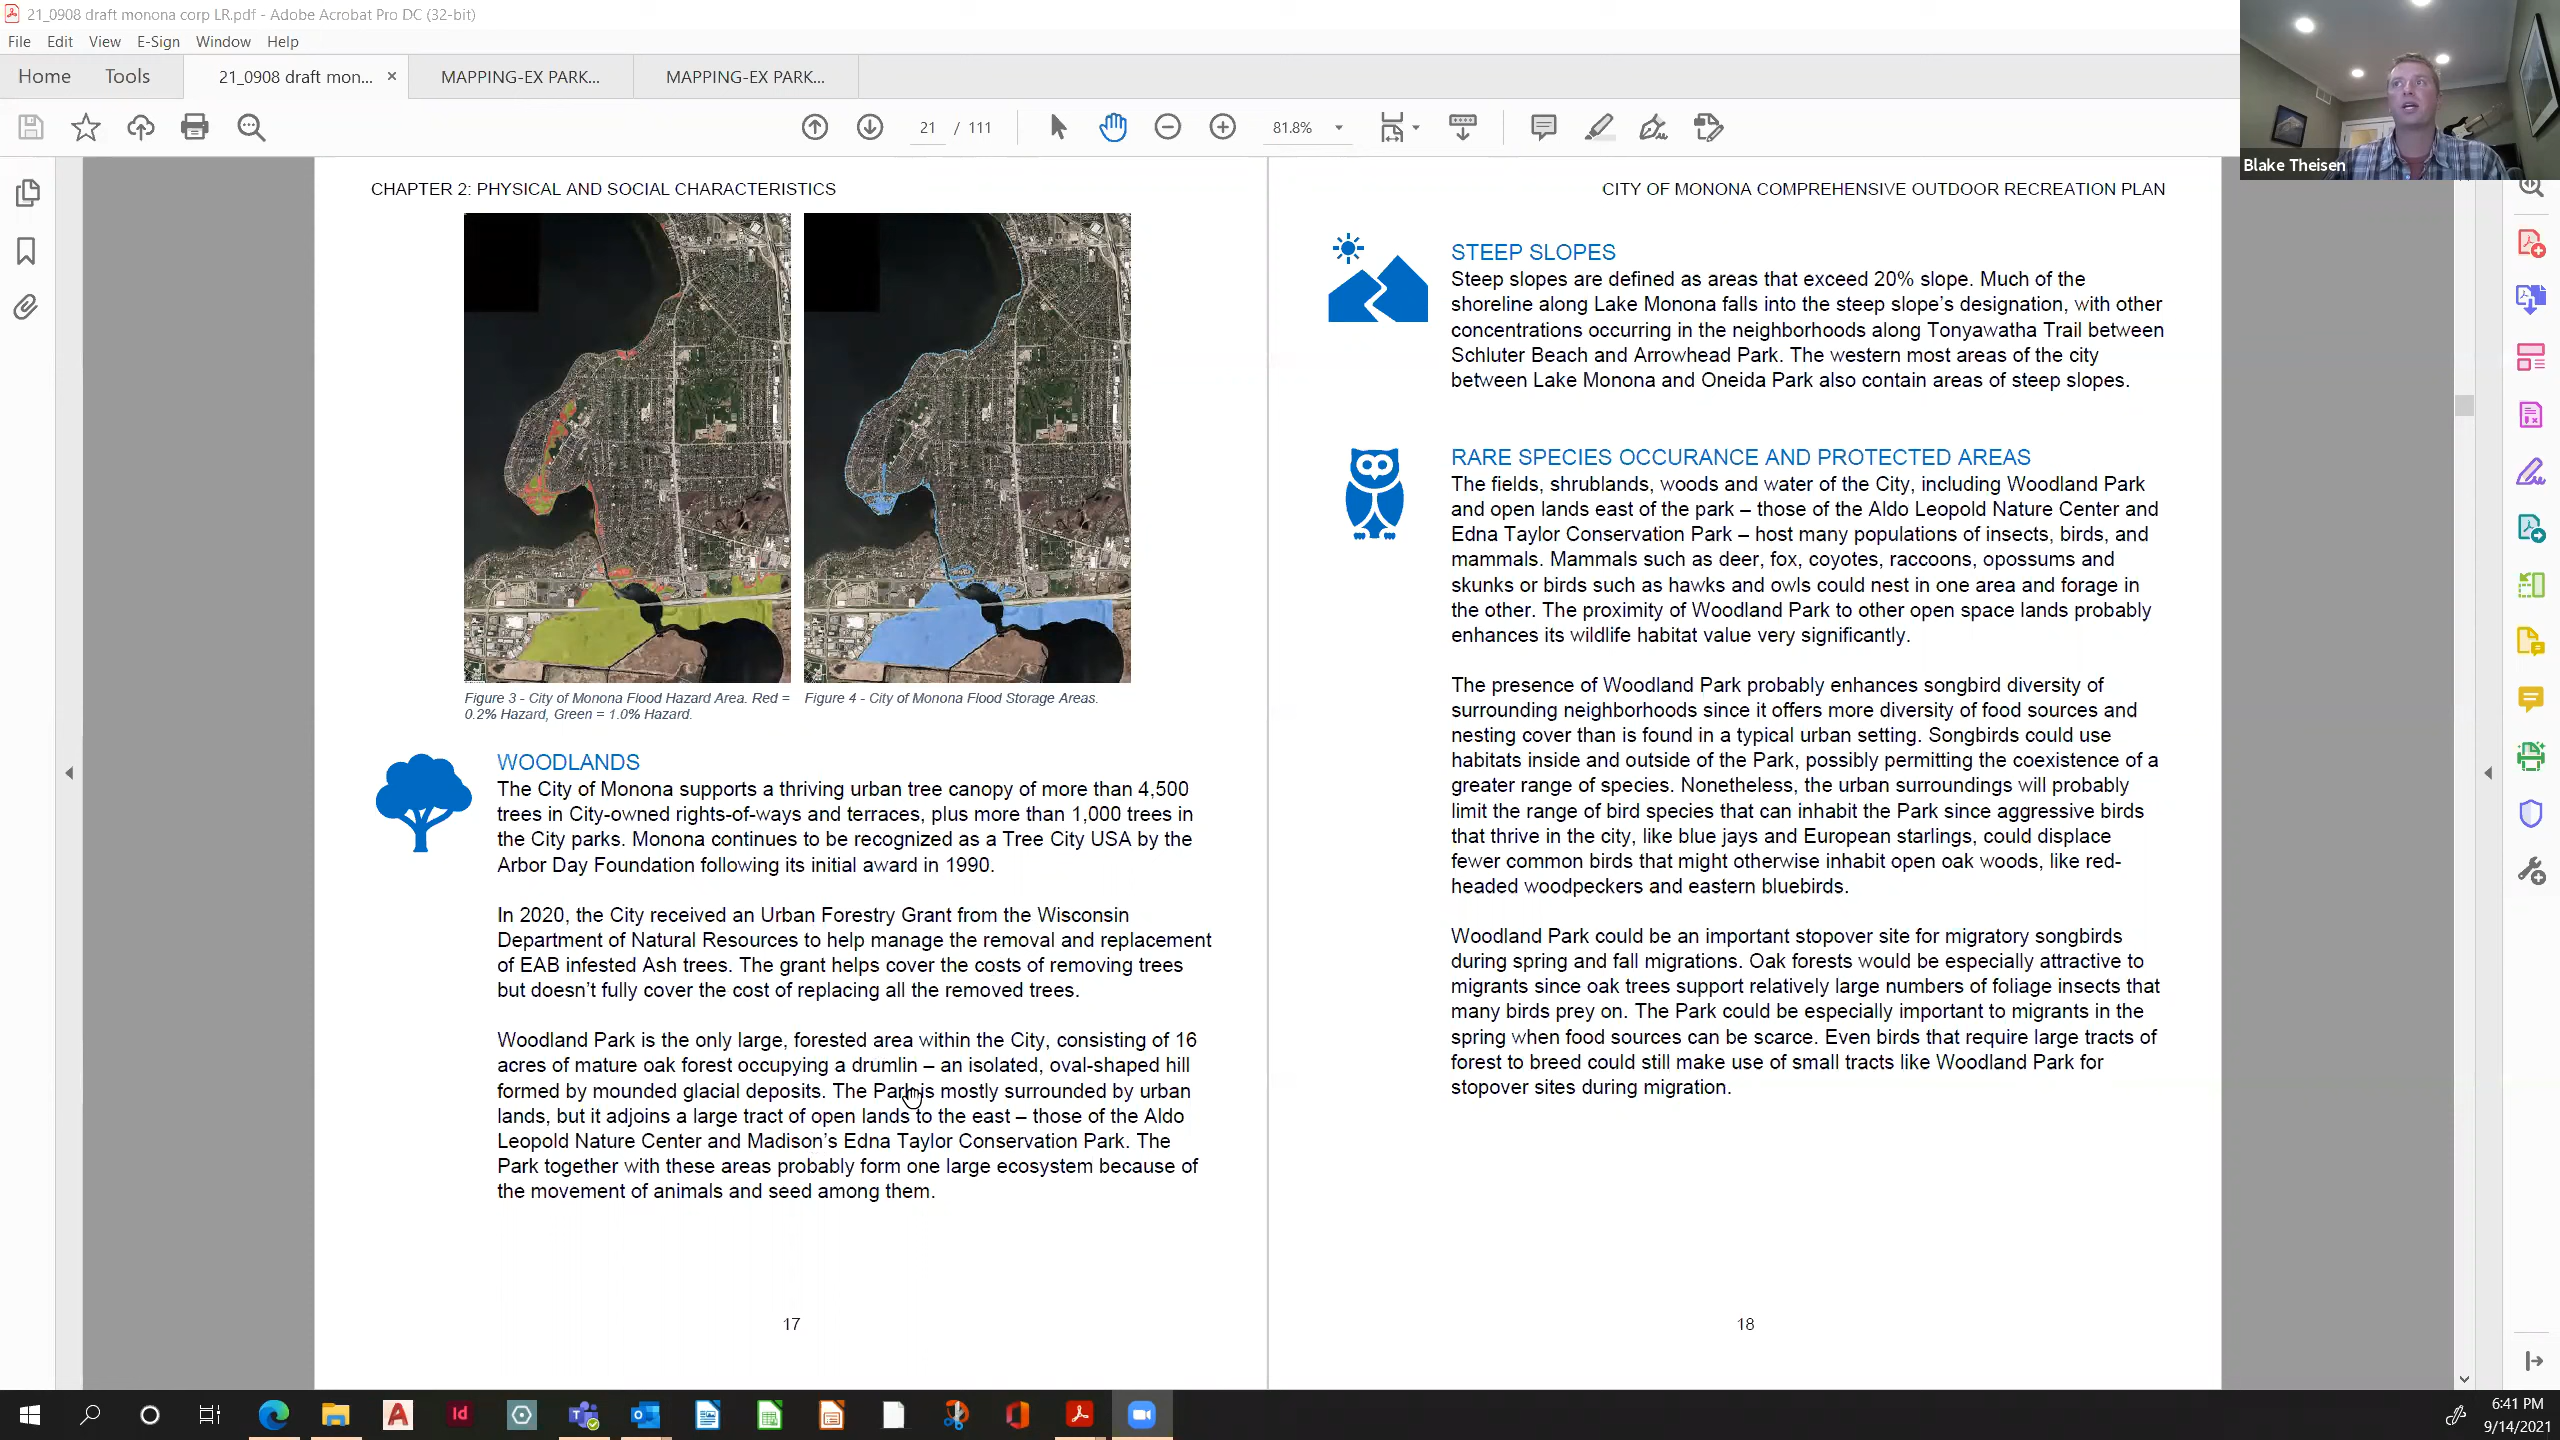 21_0908 draft monona corp LR.pdf - Adobe Acrobat Pro DC (32-bit)
File Edit View E-Sign Window Help
Home Tools 21_0908 draft mon... × MAPPING-EX PARK... MAPPING-EX PARK...
21 / 111 81.8%
Blake Theisen
CHAPTER 2: PHYSICAL AND SOCIAL CHARACTERISTICS
Figure 3 - City of Monona Flood Hazard Area. Red =
0.2% Hazard, Green = 1.0% Hazard.
Figure 4 - City of Monona Flood Storage Areas.
WOODLANDS
The City of Monona supports a thriving urban tree canopy of more than 4,500
trees in City-owned rights-of-ways and terraces, plus more than 1,000 trees in
the City parks. Monona continues to be recognized as a Tree City USA by the
Arbor Day Foundation following its initial award in 1990.
In 2020, the City received an Urban Forestry Grant from the Wisconsin
Department of Natural Resources to help manage the removal and replacement
of EAB infested Ash trees. The grant helps cover the costs of removing trees
but doesn't fully cover the cost of replacing all the removed trees.
Woodland Park is the only large, forested area within the City, consisting of 16
acres of mature oak forest occupying a drumlin – an isolated, oval-shaped hill
formed by mounded glacial deposits. The Park is mostly surrounded by urban
lands, but it adjoins a large tract of open lands to the east – those of the Aldo
Leopold Nature Center and Madison's Edna Taylor Conservation Park. The
Park together with these areas probably form one large ecosystem because of
the movement of animals and seed among them.
17
CITY OF MONONA COMPREHENSIVE OUTDOOR RECREATION PLAN
STEEP SLOPES
Steep slopes are defined as areas that exceed 20% slope. Much of the
shoreline along Lake Monona falls into the steep slope's designation, with other
concentrations occurring in the neighborhoods along Tonyawatha Trail between
Schluter Beach and Arrowhead Park. The western most areas of the city
between Lake Monona and Oneida Park also contain areas of steep slopes.
RARE SPECIES OCCURANCE AND PROTECTED AREAS
The fields, shrublands, woods and water of the City, including Woodland Park
and open lands east of the park – those of the Aldo Leopold Nature Center and
Edna Taylor Conservation Park – host many populations of insects, birds, and
mammals. Mammals such as deer, fox, coyotes, raccoons, opossums and
skunks or birds such as hawks and owls could nest in one area and forage in
the other. The proximity of Woodland Park to other open space lands probably
enhances its wildlife habitat value very significantly.
The presence of Woodland Park probably enhances songbird diversity of
surrounding neighborhoods since it offers more diversity of food sources and
nesting cover than is found in a typical urban setting. Songbirds could use
habitats inside and outside of the Park, possibly permitting the coexistence of a
greater range of species. Nonetheless, the urban surroundings will probably
limit the range of bird species that can inhabit the Park since aggressive birds
that thrive in the city, like blue jays and European starlings, could displace
fewer common birds that might otherwise inhabit open oak woods, like red-
headed woodpeckers and eastern bluebirds.
Woodland Park could be an important stopover site for migratory songbirds
during spring and fall migrations. Oak forests would be especially attractive to
migrants since oak trees support relatively large numbers of foliage insects that
many birds prey on. The Park could be especially important to migrants in the
spring when food sources can be scarce. Even birds that require large tracts of
forest to breed could still make use of small tracts like Woodland Park for
stopover sites during migration.
18
6:41 PM
9/14/2021